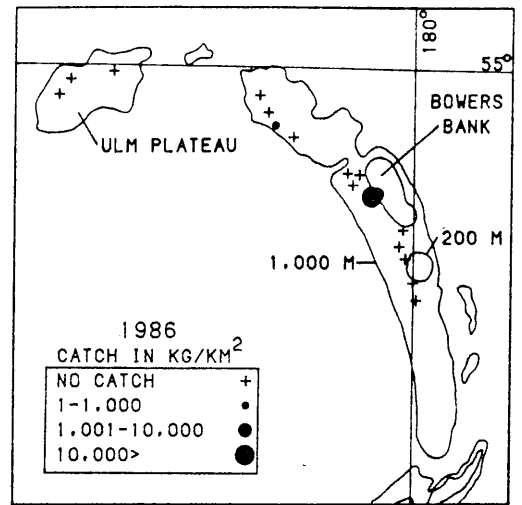 180°
55°
BOWERS
BANK
ULM PLATEAU
200 M
1,000 M
1986
CATCH IN KG/KM²
NO CATCH +
1-1,000
1,001-10,000
10,000>